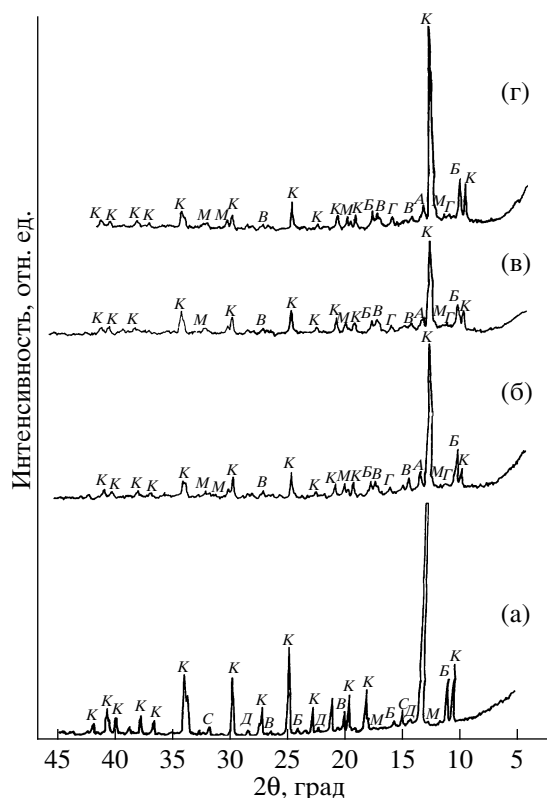 К
(г)
Б К
К К К К М М К В К К К М К Б В Г В А М Г
К
(в)
К К К К М К В К К К М К Б В Г В А М Г Б К
К
(б)
Б К
К К К К М М К В К К К М К Б В Г В А М Г
(а)
К К К К К С К Д К В К Б К Д В К К М Б С Д М Б К
45 40 35 30 25 20 15 10 5
2θ, град
Интенсивность, отн. ед.